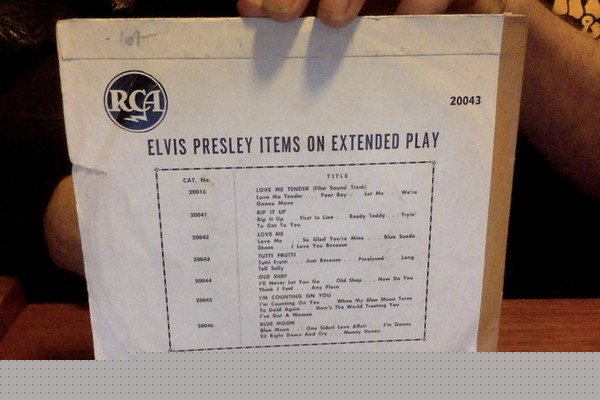 RCA
20043
ELVIS PRESLEY ITEMS ON EXTENDED PLAY
CAT. No. TITLE
20016 LOVE ME TENDER (Film Sound Track)
Love Me Tender . . . Poor Boy . . . Let Me . . . We're
Gonna Move
20041 RIP IT UP
Rip It Up . . . First In Line . . . Ready Teddy . . . Tryin'
To Get To You
20042 LOVE ME
Love Me . . . So Glad You're Mine . . . Blue Suede
Shoes . . . I Love You Because
20043 TUTTI FRUTTI
Tutti Frutti . . . Just Because . . . Paralysed . . . Long
Tall Sally
20044 OLD SHEP
I'll Never Let You Go . . . Old Shep . . . How Do You
Think I Feel . . . Any Place
20045 I'M COUNTING ON YOU
I'm Counting On You . . . When My Blue Moon Turns
To Gold Again . . . How's The World Treating You . . .
I've Got A Woman
20046 BLUE MOON
Blue Moon . . . One Sided Love Affair . . . I'm Gonna
Sit Right Down And Cry . . . Money Honey